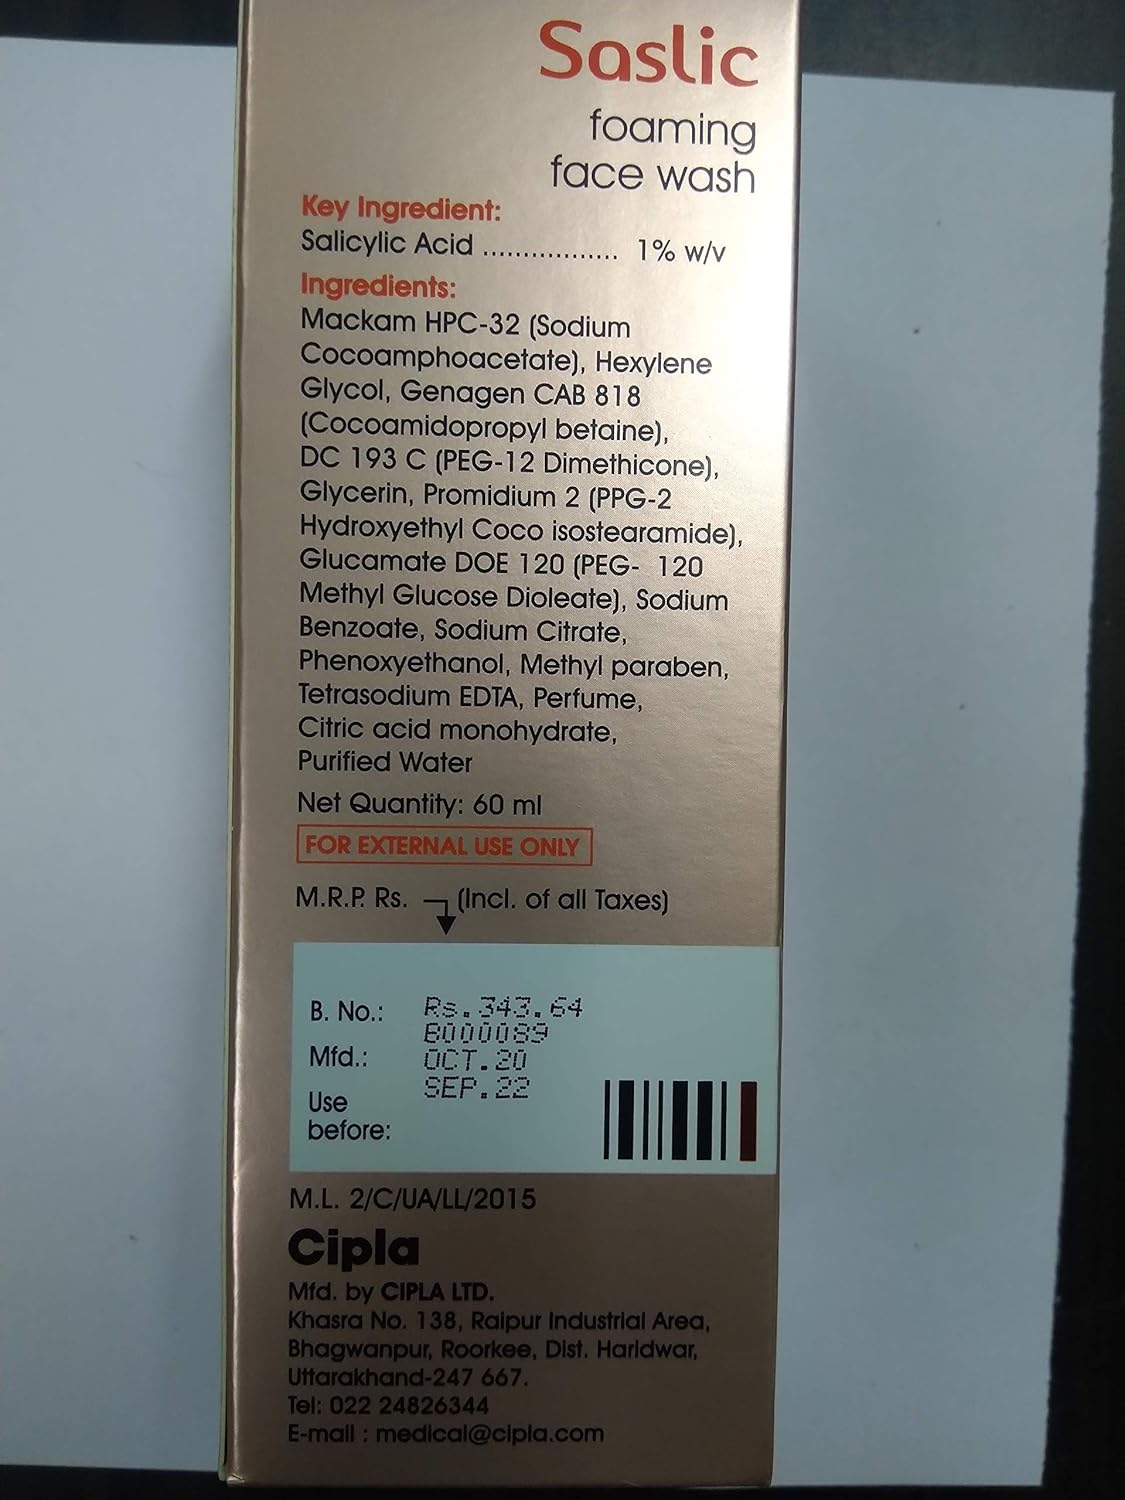 Saslic
foaming
face wash
Key Ingredient:
Salicylic Acid ................. 1% w/v
Ingredients:
Mackam HPC-32 (Sodium
Cocoamphoacetate), Hexylene
Glycol, Genagen CAB 818
(Cocoamidopropyl betaine),
DC 193 C (PEG-12 Dimethicone),
Glycerin, Promidium 2 (PPG-2
Hydroxyethyl Coco isostearamide),
Glucamate DOE 120 (PEG- 120
Methyl Glucose Dioleate), Sodium
Benzoate, Sodium Citrate,
Phenoxyethanol, Methyl paraben,
Tetrasodium EDTA, Perfume,
Citric acid monohydrate,
Purified Water
Net Quantity: 60 ml
FOR EXTERNAL USE ONLY
M.R.P. Rs. (Incl. of all Taxes)
Rs.343.64
B. No.: B000089
Mfd.: OCT.20
Use SEP.22
before:
M.L. 2/C/UA/LL/2015
Cipla
Mfd. by CIPLA LTD.
Khasra No. 138, Raipur Industrial Area,
Bhagwanpur, Roorkee, Dist. Haridwar,
Uttarakhand-247 667.
Tel: 022 24826344
E-mail : medical@cipla.com